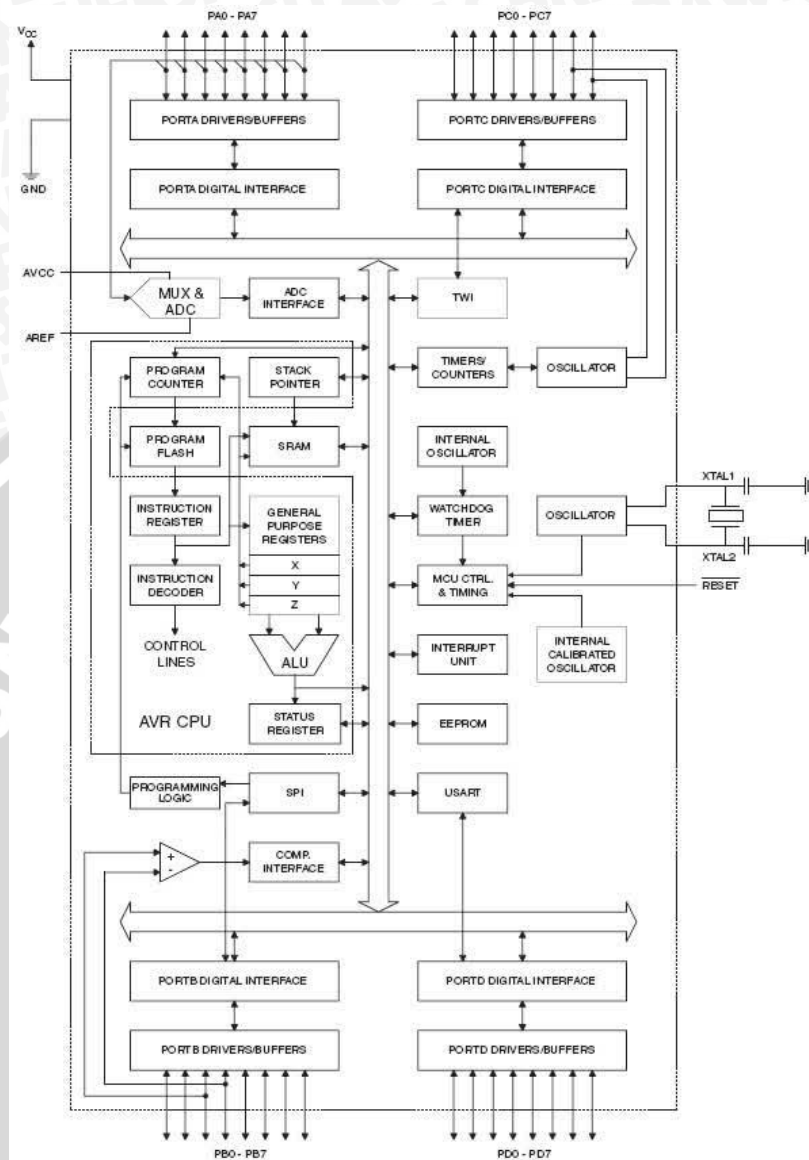 PA0 - PA7
PC0 - PC7
VCC
PORTA DRIVERS/BUFFERS
PORTC DRIVERS/BUFFERS
GND
PORTA DIGITAL INTERFACE
PORTC DIGITAL INTERFACE
AVCC
MUX &
ADC
ADC
INTERFACE
TWI
AREF
PROGRAM
COUNTER
STACK
POINTER
TIMERS/
COUNTERS
OSCILLATOR
PROGRAM
FLASH
SRAM
INTERNAL
OSCILLATOR
XTAL1
INSTRUCTION
REGISTER
GENERAL
PURPOSE
REGISTERS
WATCHDOG
TIMER
OSCILLATOR
X
XTAL2
INSTRUCTION
DECODER
Y
MCU CTRL.
& TIMING
RESET
Z
CONTROL
LINES
ALU
INTERRUPT
UNIT
INTERNAL
CALIBRATED
OSCILLATOR
AVR CPU
STATUS
REGISTER
EEPROM
PROGRAMMING
LOGIC
SPI
USART
+
-
COMP.
INTERFACE
PORTB DIGITAL INTERFACE
PORTD DIGITAL INTERFACE
PORTB DRIVERS/BUFFERS
PORTD DRIVERS/BUFFERS
PB0 - PB7
PD0 - PD7